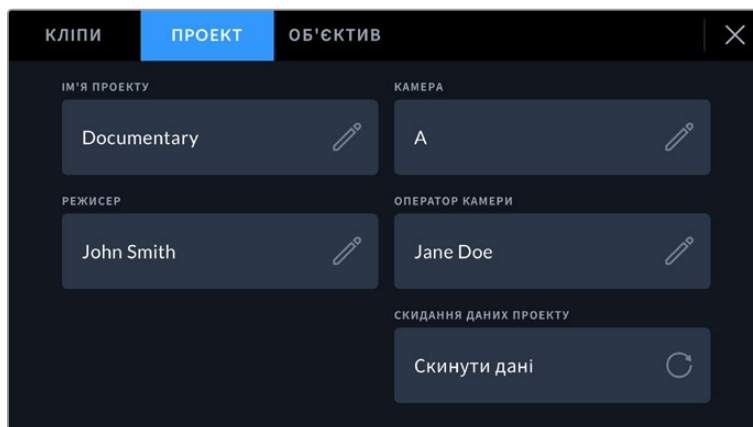 КЛІПИ ПРОЕКТ ОБ'ЄКТИВ
ІМ'Я ПРОЕКТУ КАМЕРА
Documentary A
РЕЖИСЕР ОПЕРАТОР КАМЕРИ
John Smith Jane Doe
СКИДАННЯ ДАНИХ ПРОЕКТУ
Скинути дані